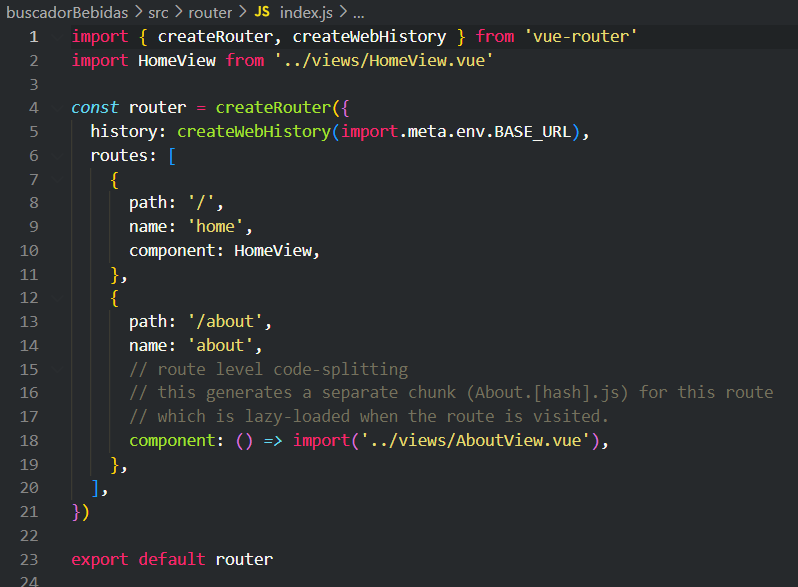 buscadorBebidas > src > router > JS index.js > ...
1 import { createRouter, createWebHistory } from 'vue-router'
2 import HomeView from '../views/HomeView.vue'
3
4 const router = createRouter({
5   history: createWebHistory(import.meta.env.BASE_URL),
6   routes: [
7     {
8       path: '/',
9       name: 'home',
10       component: HomeView,
11     },
12     {
13       path: '/about',
14       name: 'about',
15       // route level code-splitting
16       // this generates a separate chunk (About.[hash].js) for this route
17       // which is lazy-loaded when the route is visited.
18       component: () => import('../views/AboutView.vue'),
19     },
20   ],
21 })
22
23 export default router
24